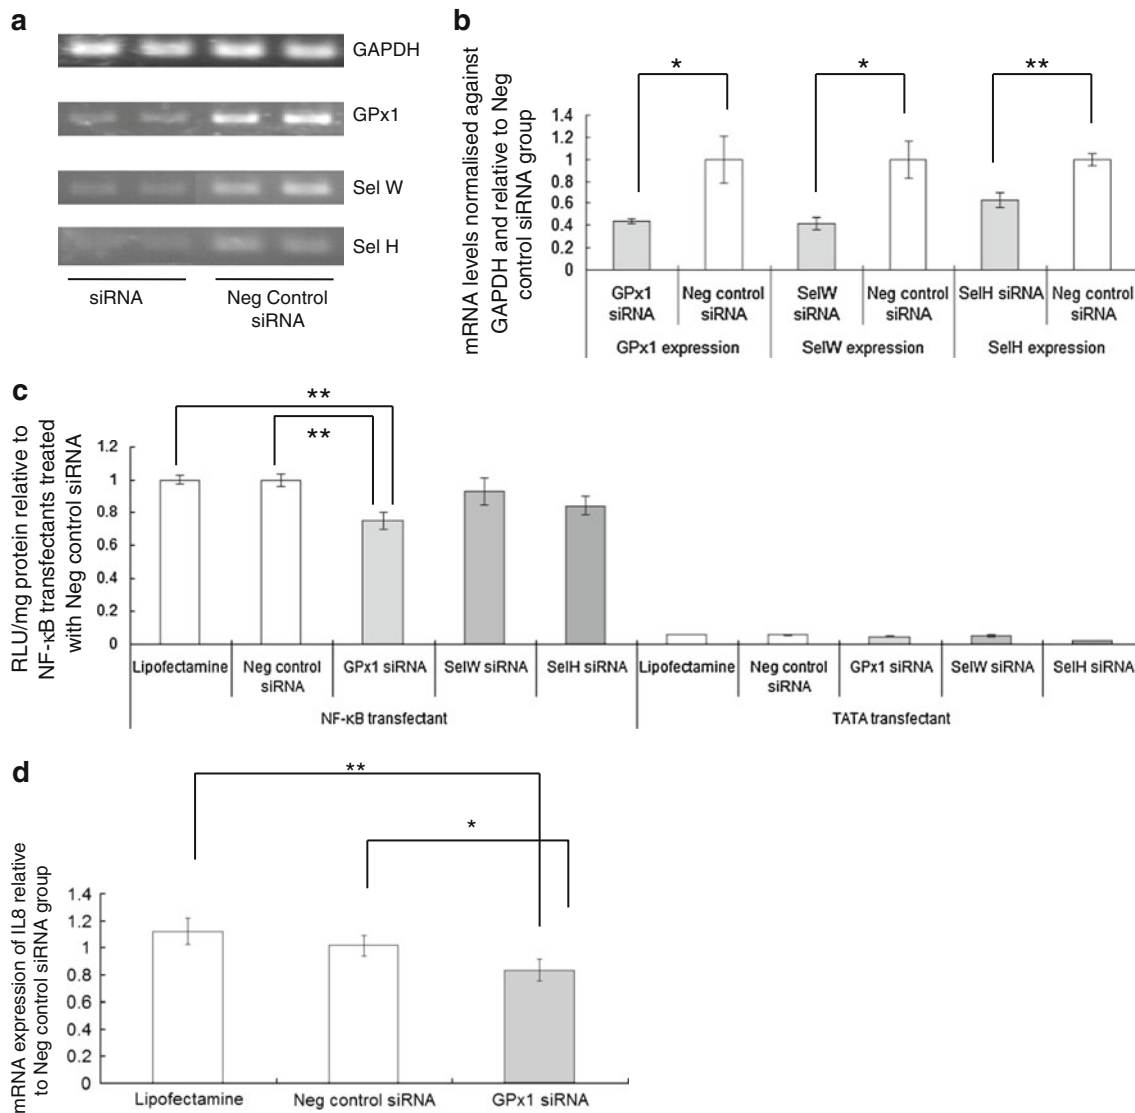 a
GAPDH
GPx1
Sel W
Sel H
siRNA
Neg Control
siRNA
b
mRNA levels normalised against
GAPDH and relative to Neg
control siRNA group
* * **
1.4
1.2
1
0.8
0.6
0.4
0.2
0
GPx1 siRNA
Neg control siRNA
SelW siRNA
Neg control siRNA
SelH siRNA
Neg control siRNA
GPx1 expression
SelW expression
SelH expression
c
RLU/mg protein relative to
NF-κB transfectants treated
with Neg control siRNA
**
**
1.2
1
0.8
0.6
0.4
0.2
0
Lipofectamine
Neg control siRNA
GPx1 siRNA
SelW siRNA
SelH siRNA
Lipofectamine
Neg control siRNA
GPx1 siRNA
SelW siRNA
SelH siRNA
NF-κB transfectant
TATA transfectant
d
mRNA expression of IL8 relative
to Neg control siRNA group
**
*
1.4
1.2
1
0.8
0.6
0.4
0.2
0
Lipofectamine
Neg control siRNA
GPx1 siRNA